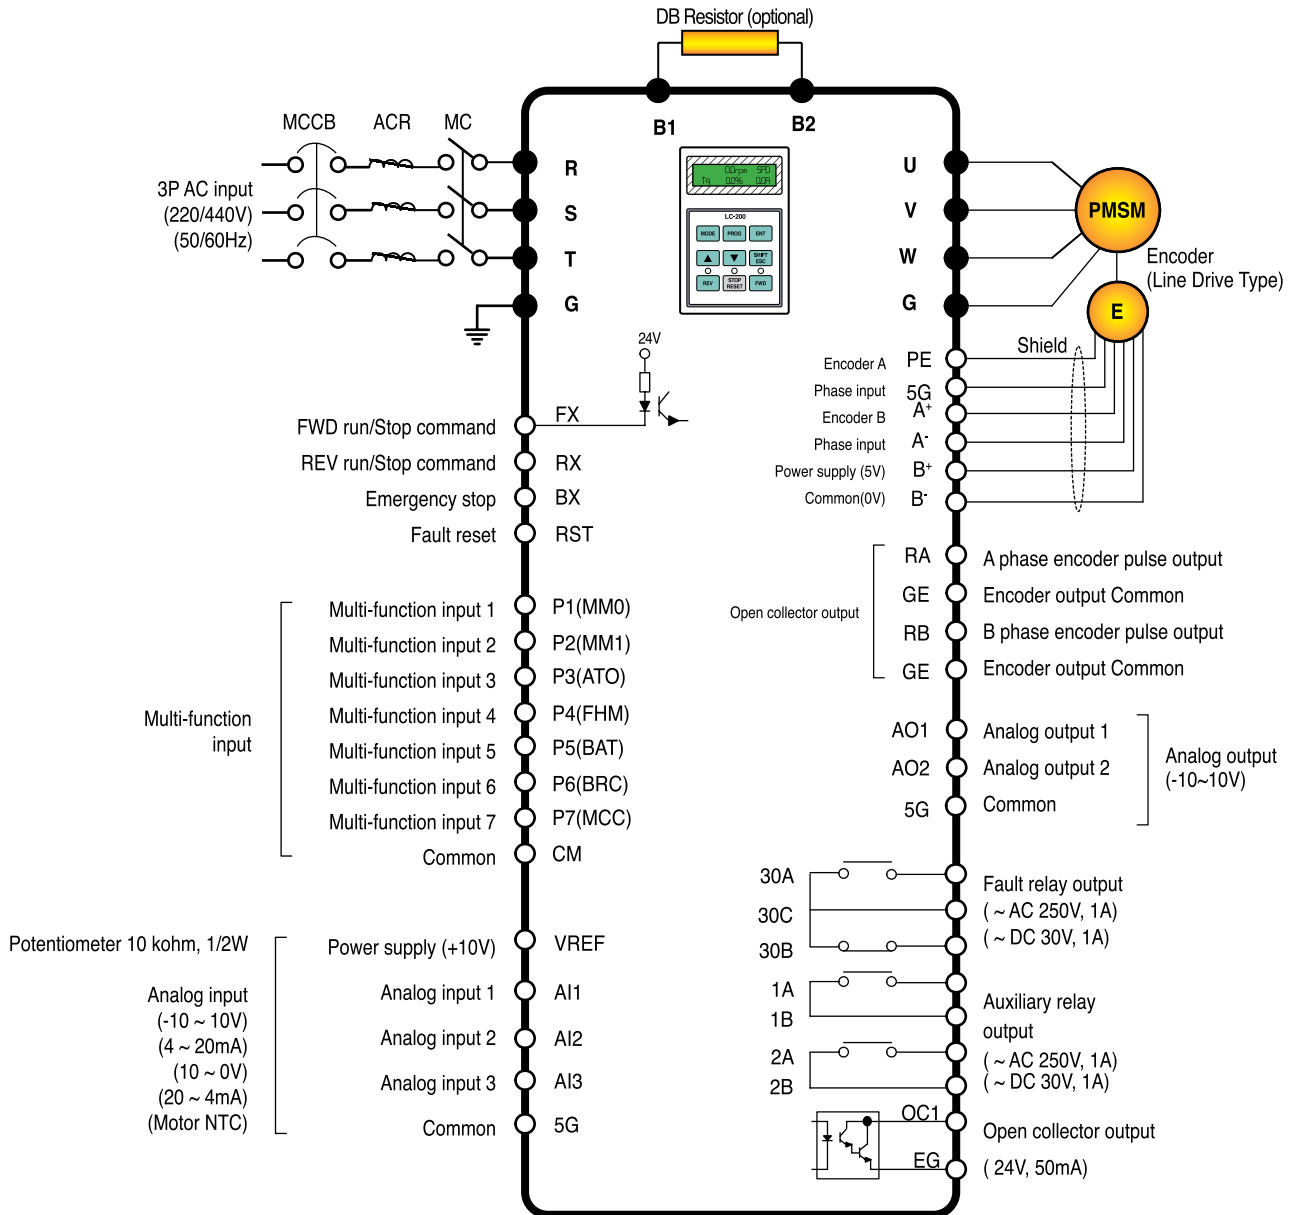 DB Resistor (optional)
B1
B2
MCCB
ACR
MC
3P AC input
(220/440V)
(50/60Hz)
R
S
T
G
0.0rpm SPD
Tq 0.0% 0.0A
LC-200
MODE PROG ENT
▲ ▼ SHIFT ESC
REV STOP RESET FWD
U
V
W
G
PMSM
Encoder
(Line Drive Type)
E
24V
Shield
Encoder A PE
Phase input 5G
Encoder B A+
Phase input A-
Power supply (5V) B+
Common(0V) B-
FWD run/Stop command FX
REV run/Stop command RX
Emergency stop BX
Fault reset RST
Multi-function
input
Multi-function input 1 P1(MM0)
Multi-function input 2 P2(MM1)
Multi-function input 3 P3(ATO)
Multi-function input 4 P4(FHM)
Multi-function input 5 P5(BAT)
Multi-function input 6 P6(BRC)
Multi-function input 7 P7(MCC)
Common CM
Open collector output
RA A phase encoder pulse output
GE Encoder output Common
RB B phase encoder pulse output
GE Encoder output Common
AO1 Analog output 1
AO2 Analog output 2
5G Common
Analog output
(-10~10V)
Potentiometer 10 kohm, 1/2W
Analog input
(-10 ~ 10V)
(4 ~ 20mA)
(10 ~ 0V)
(20 ~ 4mA)
(Motor NTC)
Power supply (+10V) VREF
Analog input 1 AI1
Analog input 2 AI2
Analog input 3 AI3
Common 5G
30A
30C
30B
Fault relay output
( ~ AC 250V, 1A)
( ~ DC 30V, 1A)
1A
1B
2A
2B
Auxiliary relay
output
( ~ AC 250V, 1A)
( ~ DC 30V, 1A)
OC1
EG
Open collector output
( 24V, 50mA)